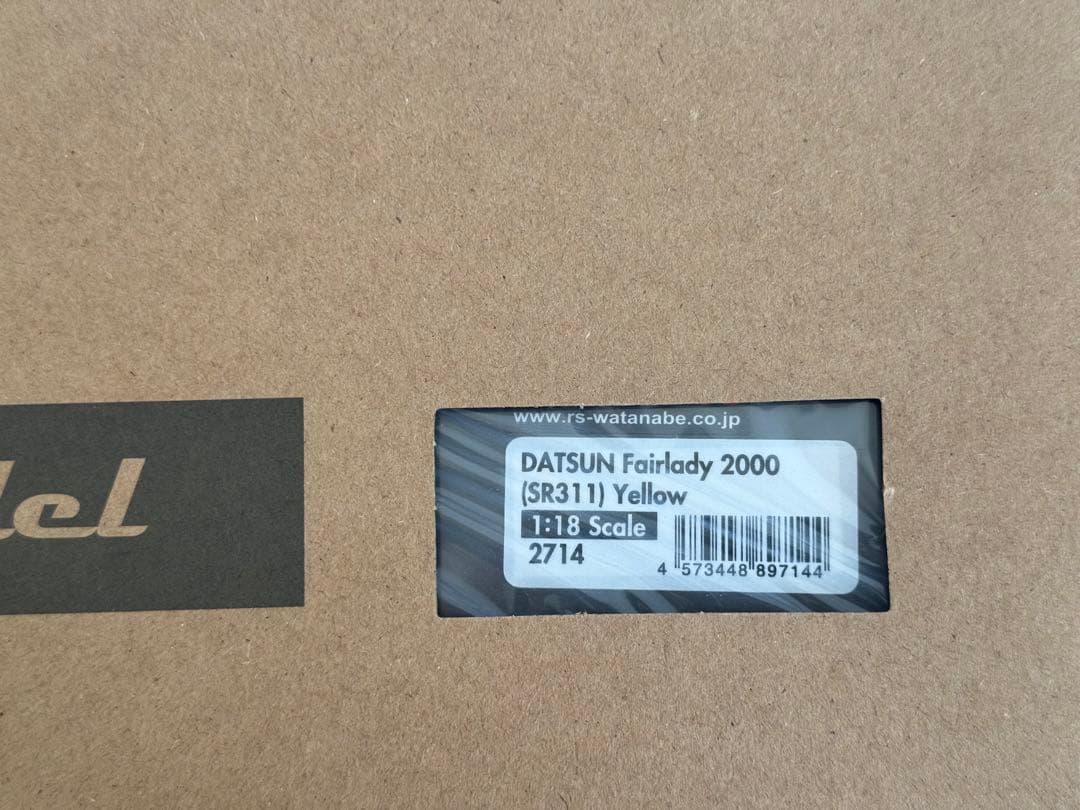 del
www.rs-watanabe.co.jp
DATSUN Fairlady 2000
(SR311) Yellow
1:18 Scale
2714
4 573448 897144